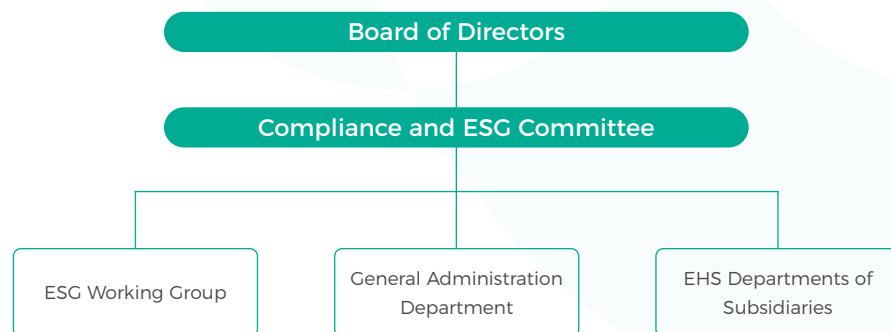 Board of Directors
Compliance and ESG Committee
ESG Working Group
General Administration
Department
EHS Departments of
Subsidiaries